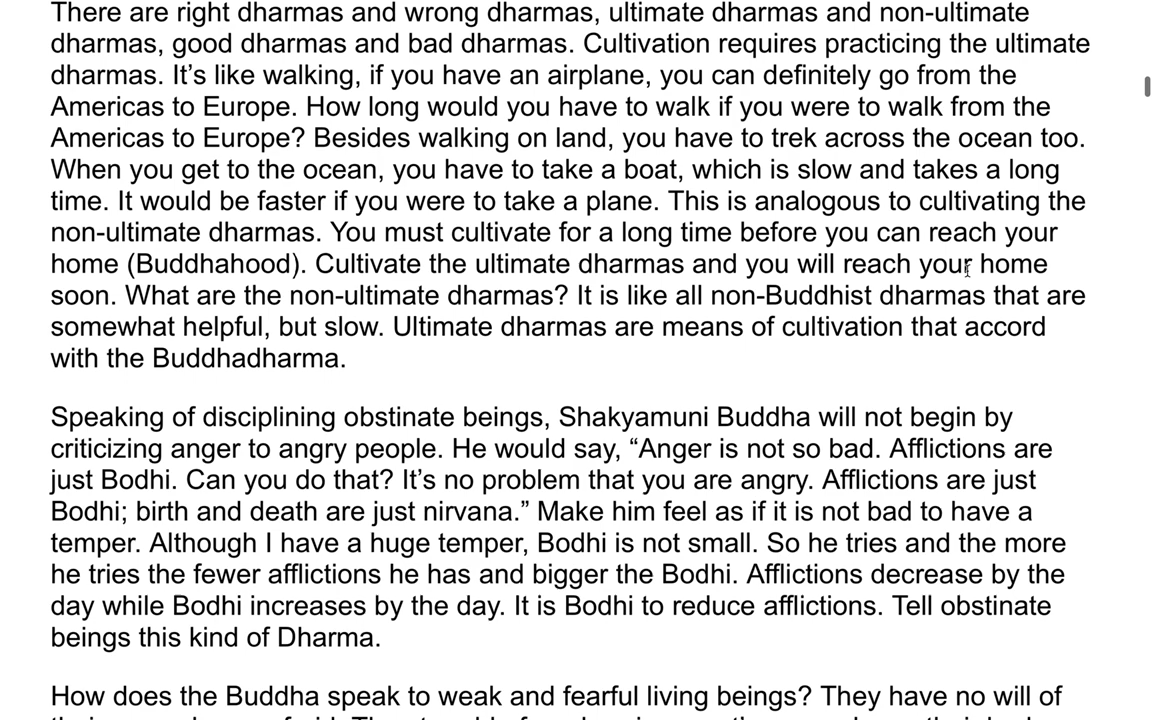 There are right dharmas and wrong dharmas, ultimate dharmas and non-ultimate
dharmas, good dharmas and bad dharmas. Cultivation requires practicing the ultimate
dharmas. It’s like walking, if you have an airplane, you can definitely go from the
Americas to Europe. How long would you have to walk if you were to walk from the
Americas to Europe? Besides walking on land, you have to trek across the ocean too.
When you get to the ocean, you have to take a boat, which is slow and takes a long
time. It would be faster if you were to take a plane. This is analogous to cultivating the
non-ultimate dharmas. You must cultivate for a long time before you can reach your
home (Buddhahood). Cultivate the ultimate dharmas and you will reach your home
soon. What are the non-ultimate dharmas? It is like all non-Buddhist dharmas that are
somewhat helpful, but slow. Ultimate dharmas are means of cultivation that accord
with the Buddhadharma.
Speaking of disciplining obstinate beings, Shakyamuni Buddha will not begin by
criticizing anger to angry people. He would say, “Anger is not so bad. Afflictions are
just Bodhi. Can you do that? It’s no problem that you are angry. Afflictions are just
Bodhi; birth and death are just nirvana.” Make him feel as if it is not bad to have a
temper. Although I have a huge temper, Bodhi is not small. So he tries and the more
he tries the fewer afflictions he has and bigger the Bodhi. Afflictions decrease by the
day while Bodhi increases by the day. It is Bodhi to reduce afflictions. Tell obstinate
beings this kind of Dharma.
How does the Buddha speak to weak and fearful living beings? They have no will of